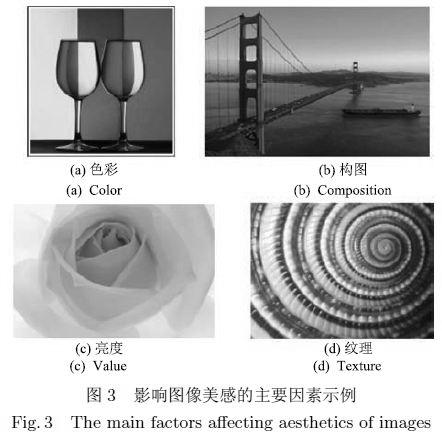 (a) 色彩
(a) Color
(b) 构图
(b) Composition
(c) 亮度
(c) Value
(d) 纹理
(d) Texture
图 3 影响图像美感的主要因素示例
Fig. 3 The main factors affecting aesthetics of images